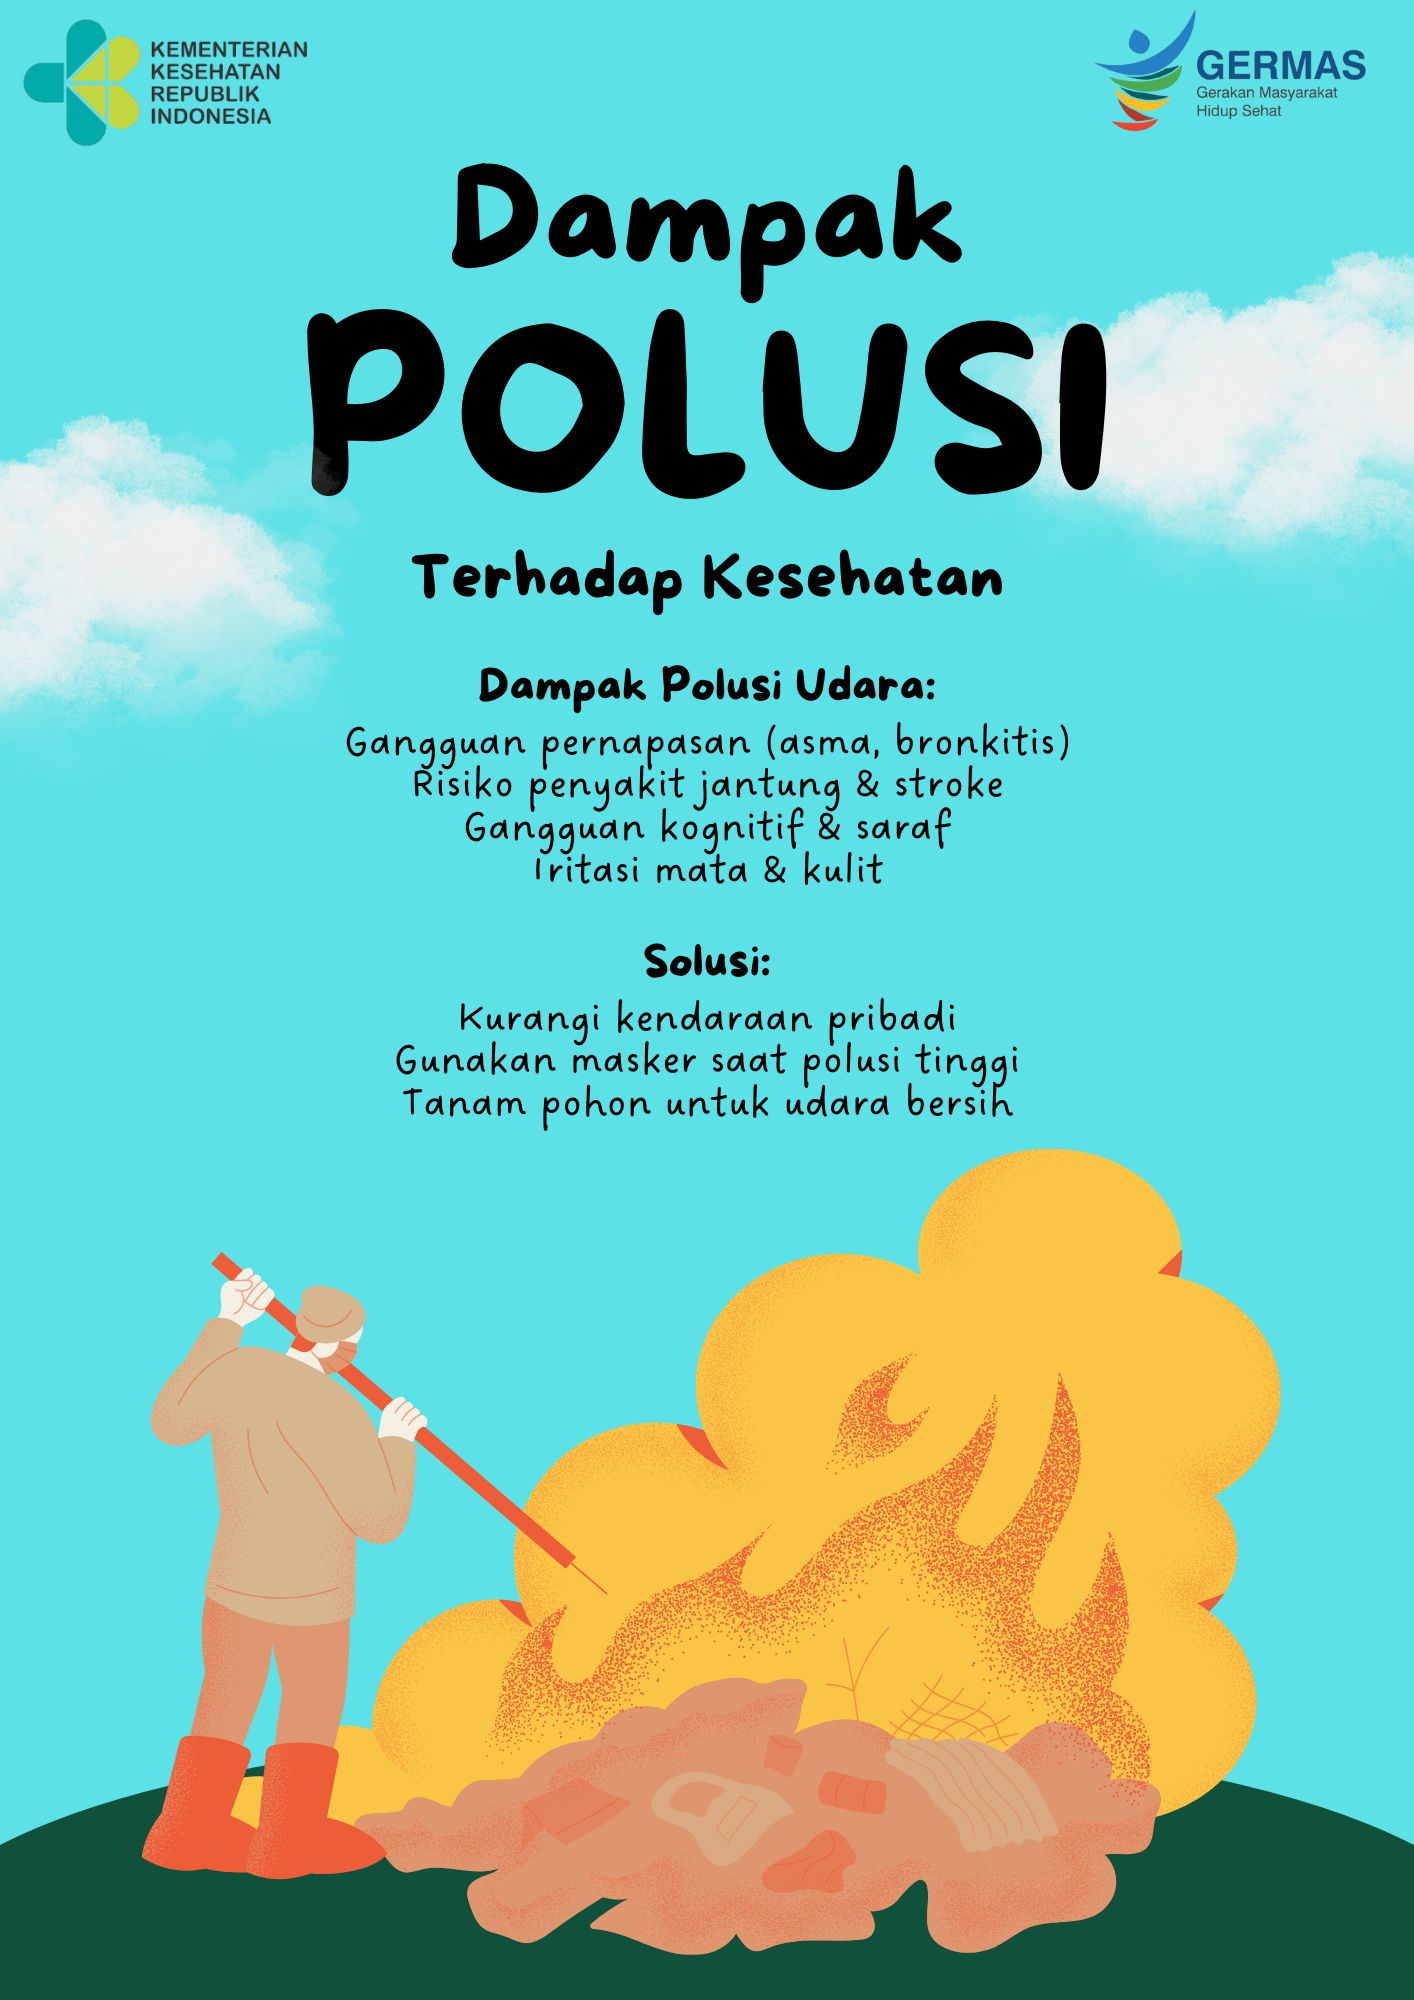 KEMENTERIAN
KESEHATAN
REPUBLIK
INDONESIA
GERMAS
Gerakan Masyarakat
Hidup Sehat
Dampak
POLUSI
Terhadap Kesehatan
Dampak Polusi Udara:
Gangguan pernapasan (asma, bronkitis)
Risiko penyakit jantung & stroke
Gangguan kognitif & saraf
Iritasi mata & kulit
Solusi:
Kurangi kendaraan pribadi
Gunakan masker saat polusi tinggi
Tanam pohon untuk udara bersih